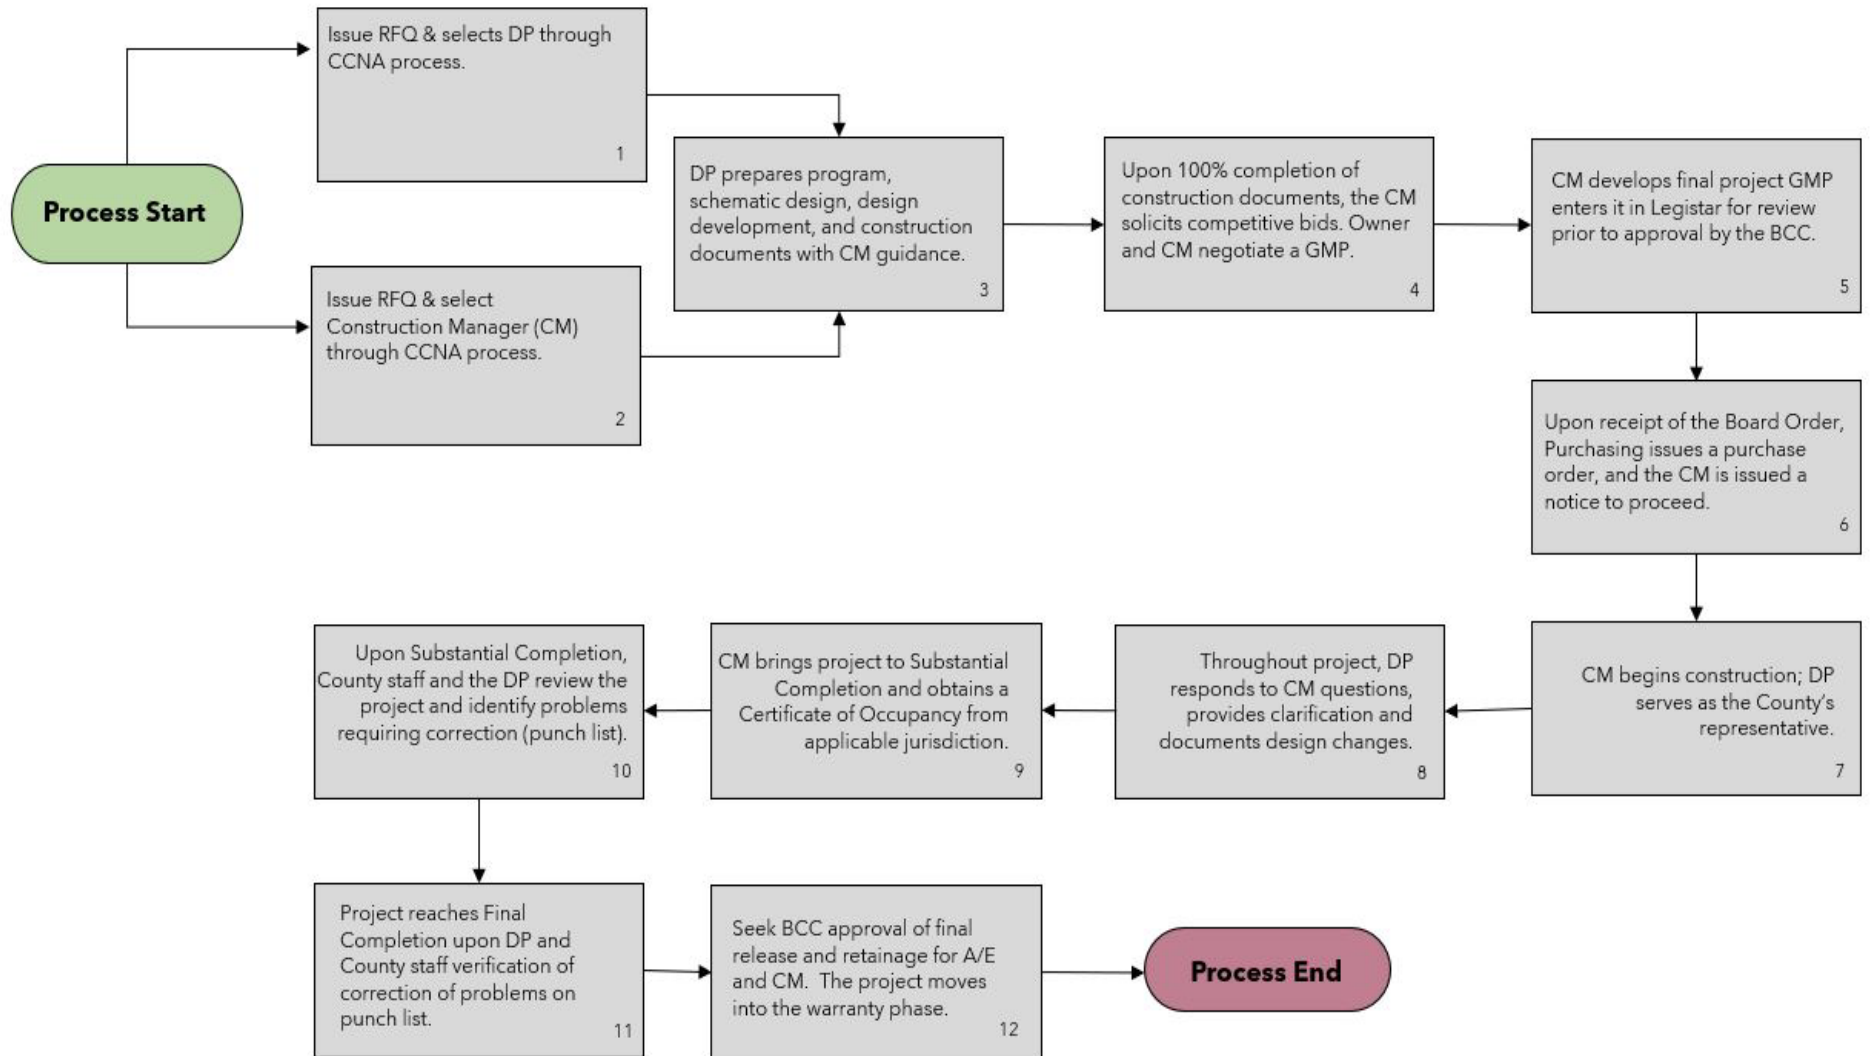 Process Start
Issue RFQ & selects DP through
CCNA process.
1
Issue RFQ & select
Construction Manager (CM)
through CCNA process.
2
DP prepares program,
schematic design, design
development, and construction
documents with CM guidance.
3
Upon 100% completion of
construction documents, the CM
solicits competitive bids. Owner
and CM negotiate a GMP.
4
CM develops final project GMP
enters it in Legistar for review
prior to approval by the BCC.
5
Upon receipt of the Board Order,
Purchasing issues a purchase
order, and the CM is issued a
notice to proceed.
6
CM begins construction; DP
serves as the County's
representative.
7
Throughout project, DP
responds to CM questions,
provides clarification and
documents design changes.
8
CM brings project to Substantial
Completion and obtains a
Certificate of Occupancy from
applicable jurisdiction.
9
Upon Substantial Completion,
County staff and the DP review the
project and identify problems
requiring correction (punch list).
10
Project reaches Final
Completion upon DP and
County staff verification of
correction of problems on
punch list.
11
Seek BCC approval of final
release and retainage for A/E
and CM. The project moves
into the warranty phase.
12
Process End